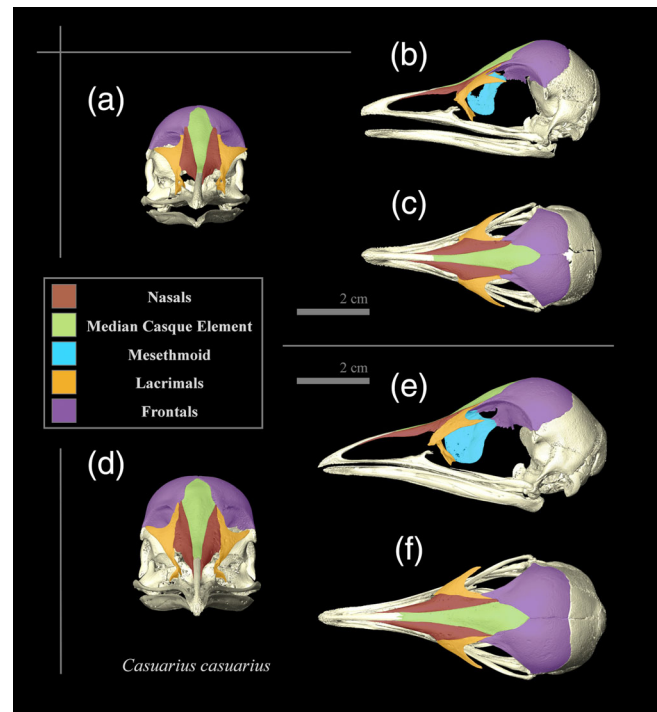 (a)
(b)
(c)
2 cm
Nasals
Median Casque Element
Mesethmoid
Lacrimals
Frontals
2 cm
(d)
(e)
(f)
Casuarius casuarius